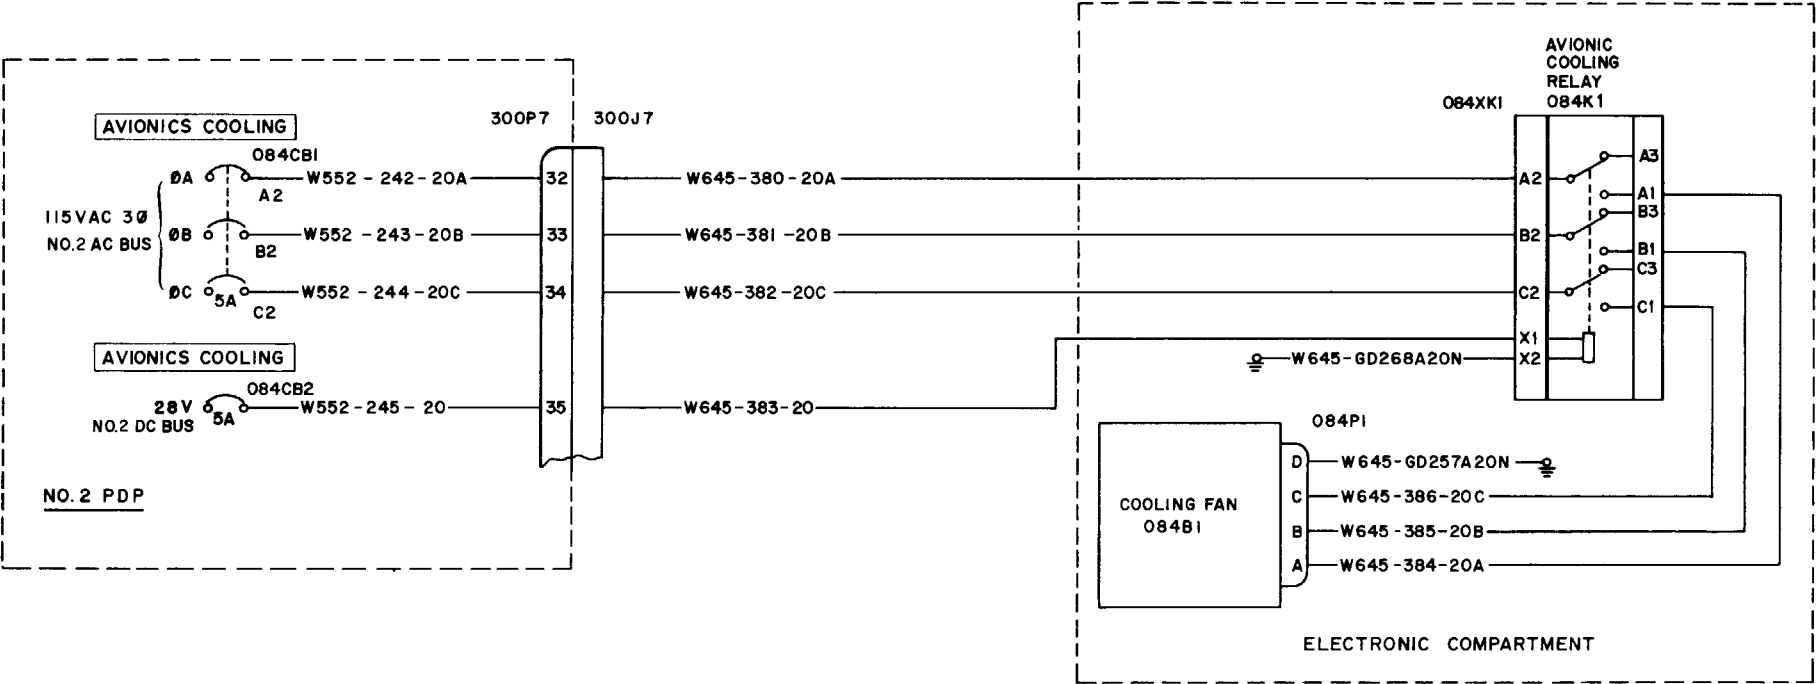 AVIONICS COOLING
084CB1
ØA
A2
W552-242-20A
115VAC 3Ø
NO.2 AC BUS
ØB
B2
W552-243-20B
ØC
5A
C2
W552-244-20C
AVIONICS COOLING
084CB2
28V
NO.2 DC BUS
5A
W552-245-20
NO.2 PDP
300P7
300J7
32
33
34
35
W645-380-20A
W645-381-20B
W645-382-20C
W645-383-20
AVIONIC
COOLING
RELAY
084K1
084XK1
A2
B2
C2
X1
X2
A3
A1
B3
B1
C3
C1
W645-GD268A20N
084P1
COOLING FAN
084B1
D
W645-GD257A20N
C
W645-386-20C
B
W645-385-20B
A
W645-384-20A
ELECTRONIC COMPARTMENT